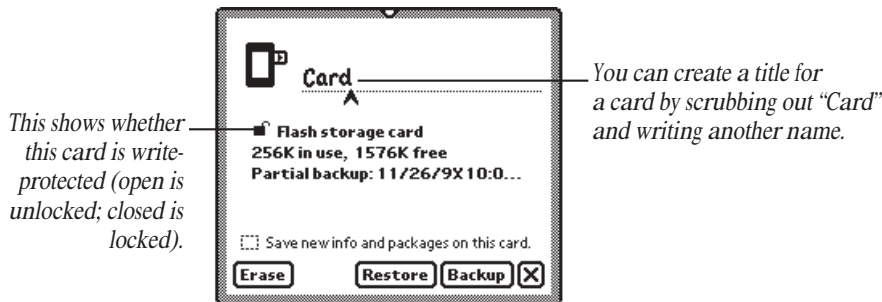 Card
You can create a title for
a card by scrubbing out “Card”
and writing another name.
This shows whether
this card is write-
protected (open is
unlocked; closed is
locked).
Flash storage card
256K in use, 1576K free
Partial backup: 11/26/9X 10:0...
Save new info and packages on this card.
Erase
Restore
Backup
X